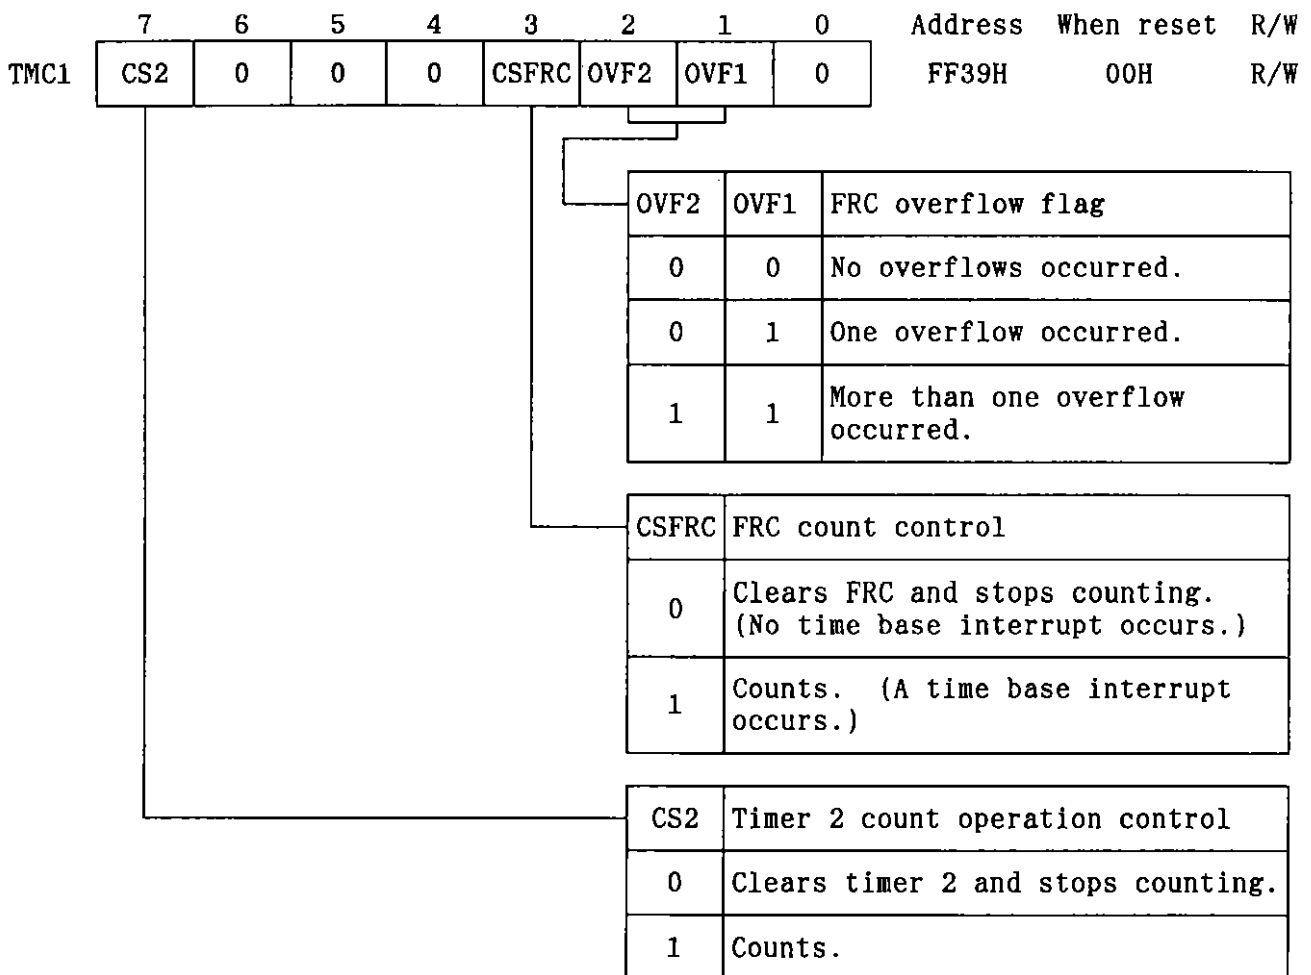 7 6 5 4 3 2 1 0 Address When reset R/W
TMC1 CS2 0 0 0 CSFRC OVF2 OVF1 0 FF39H 00H R/W
OVF2 OVF1 FRC overflow flag
0 0 No overflows occurred.
0 1 One overflow occurred.
1 1 More than one overflow
occurred.
CSFRC FRC count control
0 Clears FRC and stops counting.
(No time base interrupt occurs.)
1 Counts. (A time base interrupt
occurs.)
CS2 Timer 2 count operation control
0 Clears timer 2 and stops counting.
1 Counts.